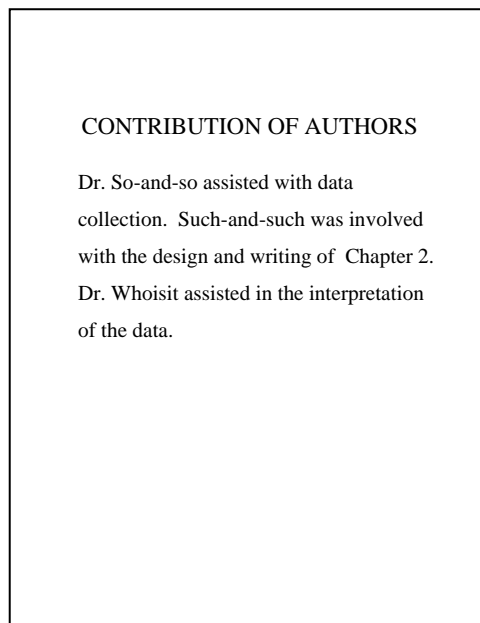 CONTRIBUTION OF AUTHORS
Dr. So-and-so assisted with data
collection.  Such-and-such was involved
with the design and writing of  Chapter 2.
Dr. Whoisit assisted in the interpretation
of the data.